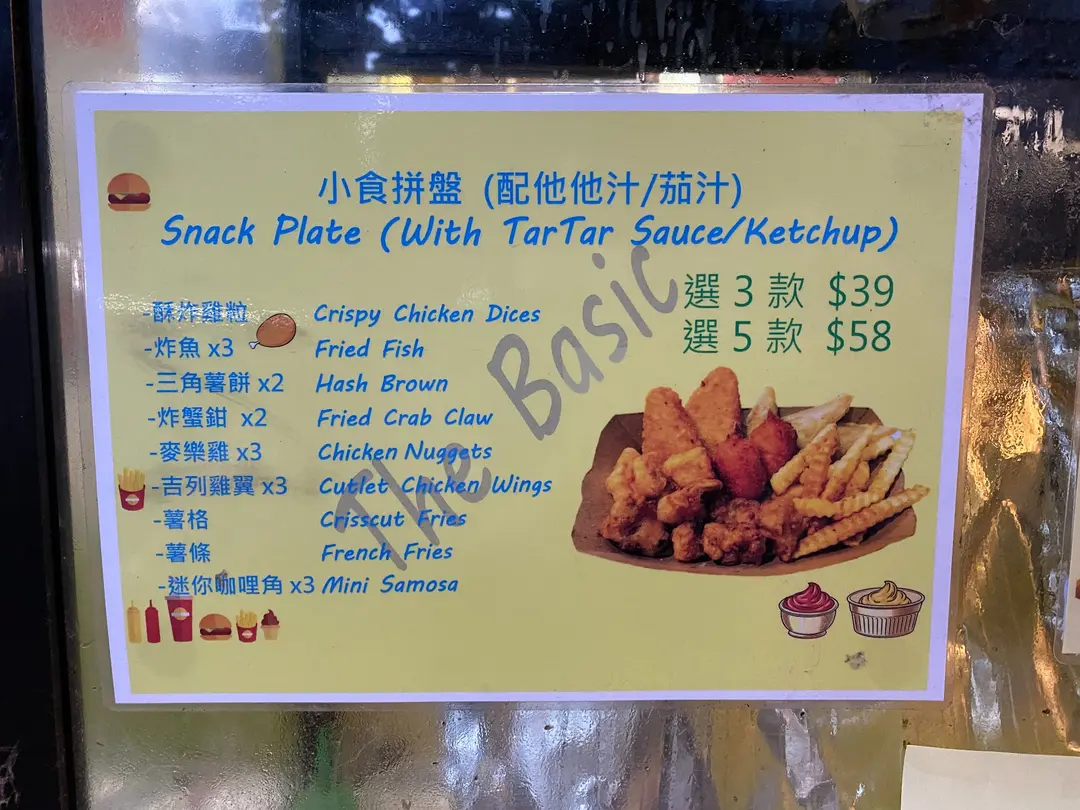 小食拼盤 (配他他汁/茄汁)
Snack Plate (With TarTar Sauce/Ketchup)
選 3 款 $39
選 5 款 $58
-酥炸雞粒 Crispy Chicken Dices
-炸魚 x3 Fried Fish
-三角薯餅 x2 Hash Brown
-炸蟹鉗 x2 Fried Crab Claw
-麥樂雞 x3 Chicken Nuggets
-吉列雞翼 x3 Cutlet Chicken Wings
-薯格 Crisscut Fries
-薯條 French Fries
-迷你咖哩角 x3 Mini Samosa
The Basic